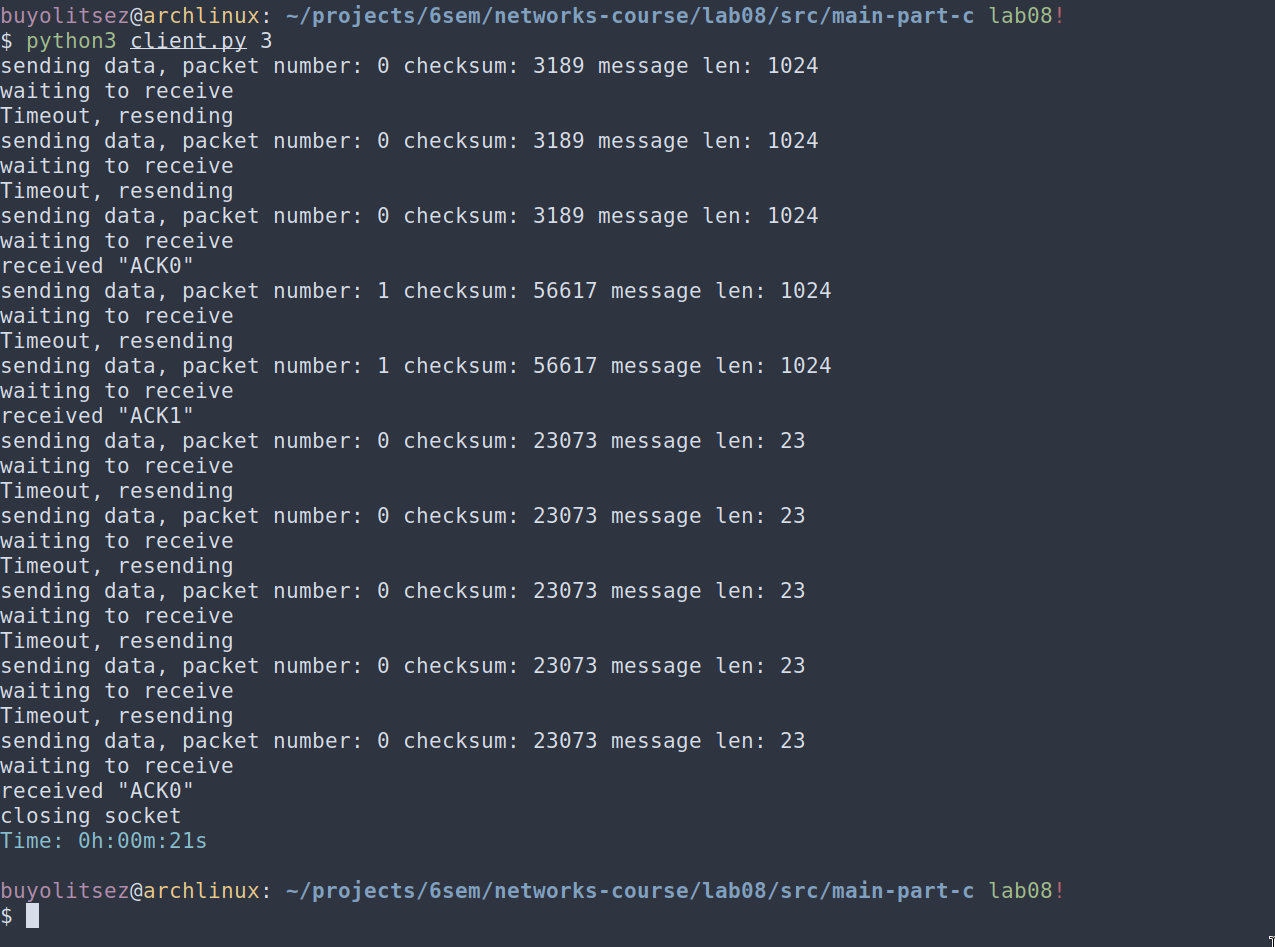 buyolitsez@archlinux: ~/projects/6sem/networks-course/lab08/src/main-part-c lab08!
$ python3 client.py 3
sending data, packet number: 0 checksum: 3189 message len: 1024
waiting to receive
Timeout, resending
sending data, packet number: 0 checksum: 3189 message len: 1024
waiting to receive
Timeout, resending
sending data, packet number: 0 checksum: 3189 message len: 1024
waiting to receive
received "ACK0"
sending data, packet number: 1 checksum: 56617 message len: 1024
waiting to receive
Timeout, resending
sending data, packet number: 1 checksum: 56617 message len: 1024
waiting to receive
received "ACK1"
sending data, packet number: 0 checksum: 23073 message len: 23
waiting to receive
Timeout, resending
sending data, packet number: 0 checksum: 23073 message len: 23
waiting to receive
Timeout, resending
sending data, packet number: 0 checksum: 23073 message len: 23
waiting to receive
Timeout, resending
sending data, packet number: 0 checksum: 23073 message len: 23
waiting to receive
Timeout, resending
sending data, packet number: 0 checksum: 23073 message len: 23
waiting to receive
received "ACK0"
closing socket
Time: 0h:00m:21s
buyolitsez@archlinux: ~/projects/6sem/networks-course/lab08/src/main-part-c lab08!
$